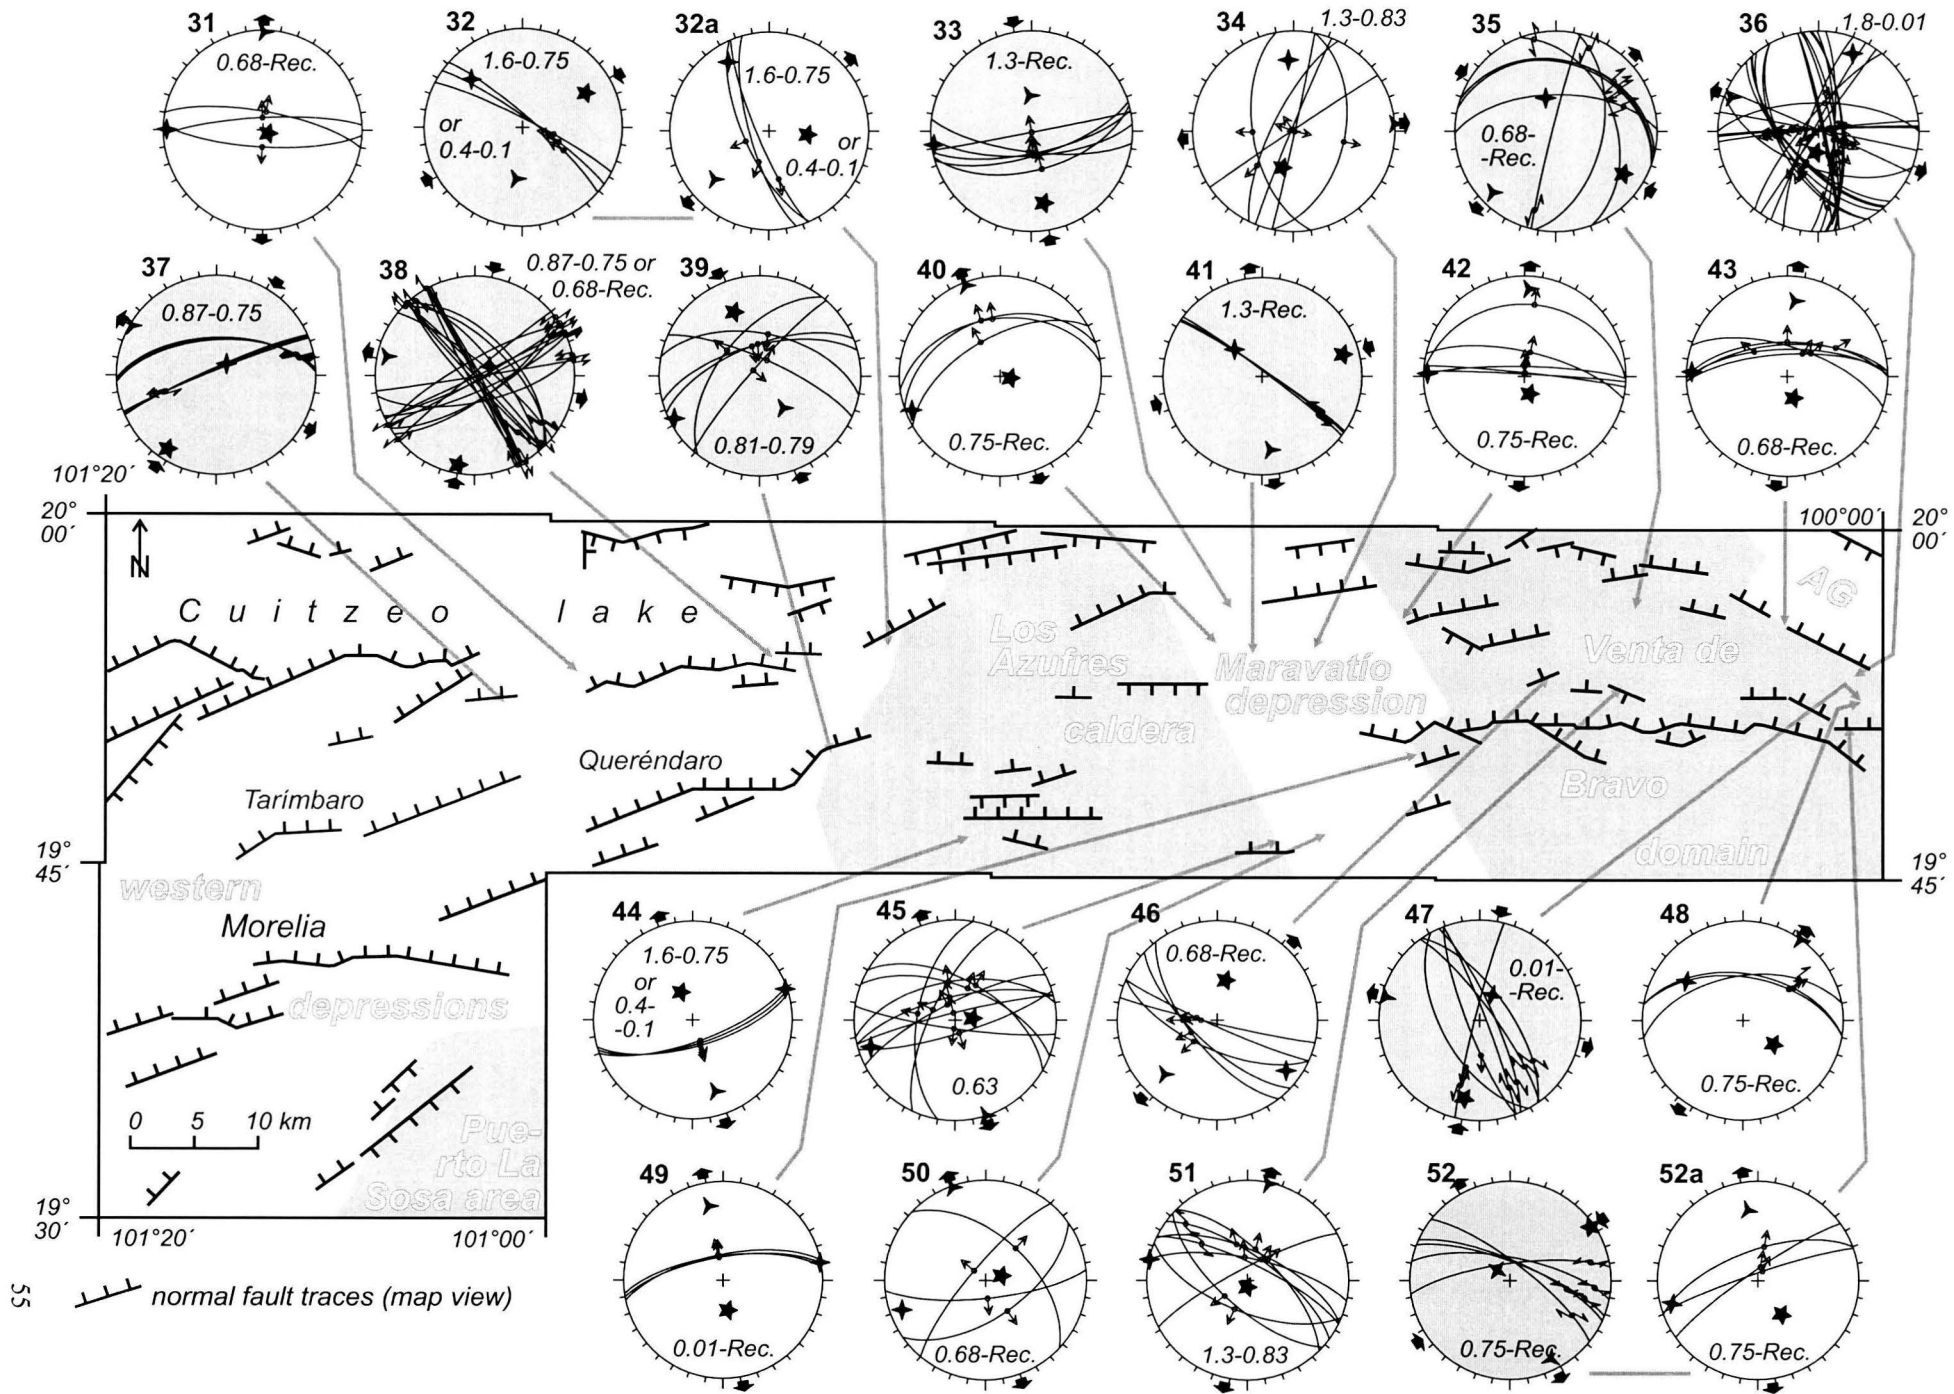 31
0.68-Rec.
32
1.6-0.75
or
0.4-0.1
32a
1.6-0.75
or
0.4-0.1
33
1.3-Rec.
34
1.3-0.83
35
0.68-
-Rec.
36
1.8-0.01
37
0.87-0.75
38
0.87-0.75 or
0.68-Rec.
39
0.81-0.79
40
0.75-Rec.
41
1.3-Rec.
42
0.75-Rec.
43
0.68-Rec.
101°20´
20°
00´
100°00´
20°
00´
N
Cuitzeo lake
AG
Los
Azufres
caldera
Maravatío
depression
Venta de
Bravo
domain
Queréndaro
Tarímbaro
19°
45´
19°
45´
western
Morelia
depressions
0 5 10 km
Pue-
rto La
Sosa area
19°
30´
101°20´
101°00´
44
1.6-0.75
or
0.4-
-0.1
45
0.63
46
0.68-Rec.
47
0.01-
-Rec.
48
0.75-Rec.
49
0.01-Rec.
50
0.68-Rec.
51
1.3-0.83
52
0.75-Rec.
52a
0.75-Rec.
normal fault traces (map view)
55